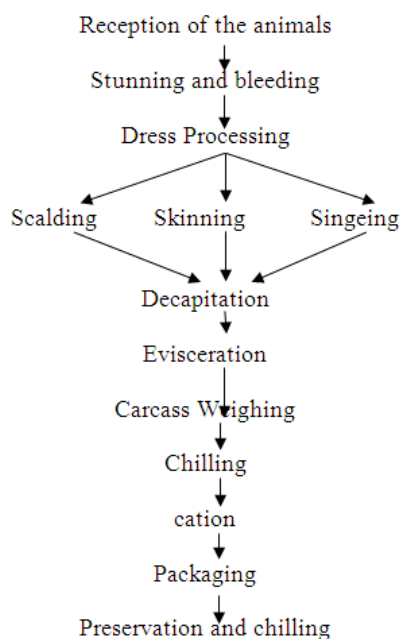 Reception of the animals
Stunning and bleeding
Dress Processing
Scalding Skinning Singeing
Decapitation
Evisceration
Carcass Weighing
Chilling
cation
Packaging
Preservation and chilling